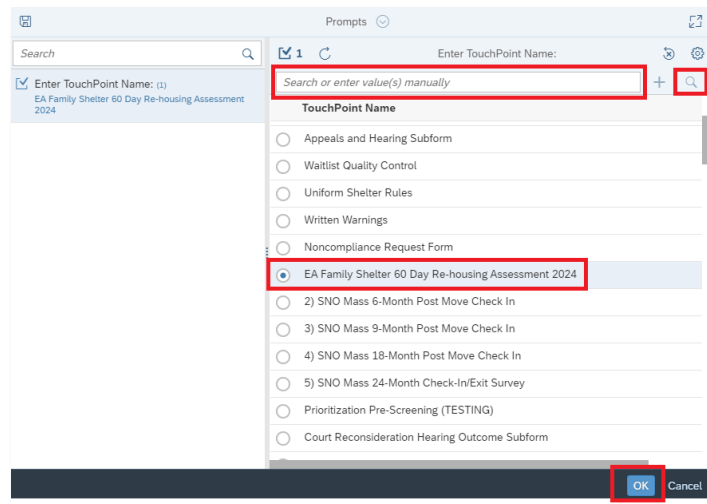 Prompts
Search
Enter TouchPoint Name: (1)
EA Family Shelter 60 Day Re-housing Assessment
2024
1
Enter TouchPoint Name:
Search or enter value(s) manually
TouchPoint Name
Appeals and Hearing Subform
Waitlist Quality Control
Uniform Shelter Rules
Written Warnings
Noncompliance Request Form
EA Family Shelter 60 Day Re-housing Assessment 2024
2) SNO Mass 6-Month Post Move Check In
3) SNO Mass 9-Month Post Move Check In
4) SNO Mass 18-Month Post Move Check In
5) SNO Mass 24-Month Check-In/Exit Survey
Prioritization Pre-Screening (TESTING)
Court Reconsideration Hearing Outcome Subform
OK Cancel